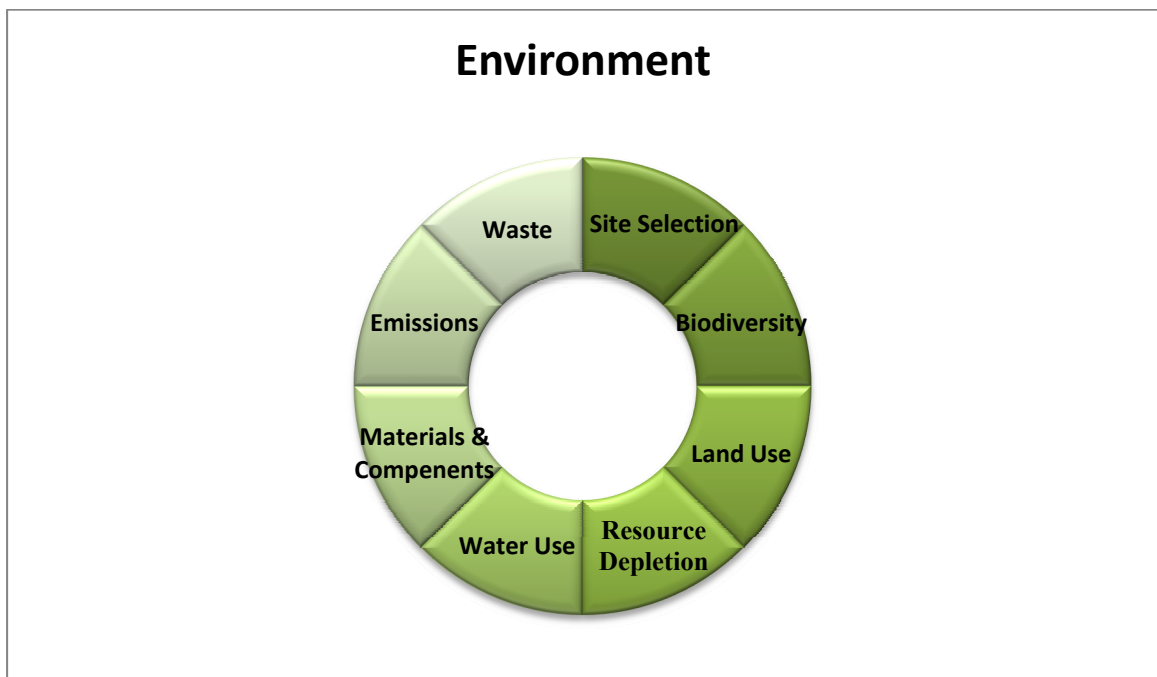 Environment
Site Selection
Biodiversity
Land Use
Resource
Depletion
Water Use
Materials &
Compenents
Emissions
Waste